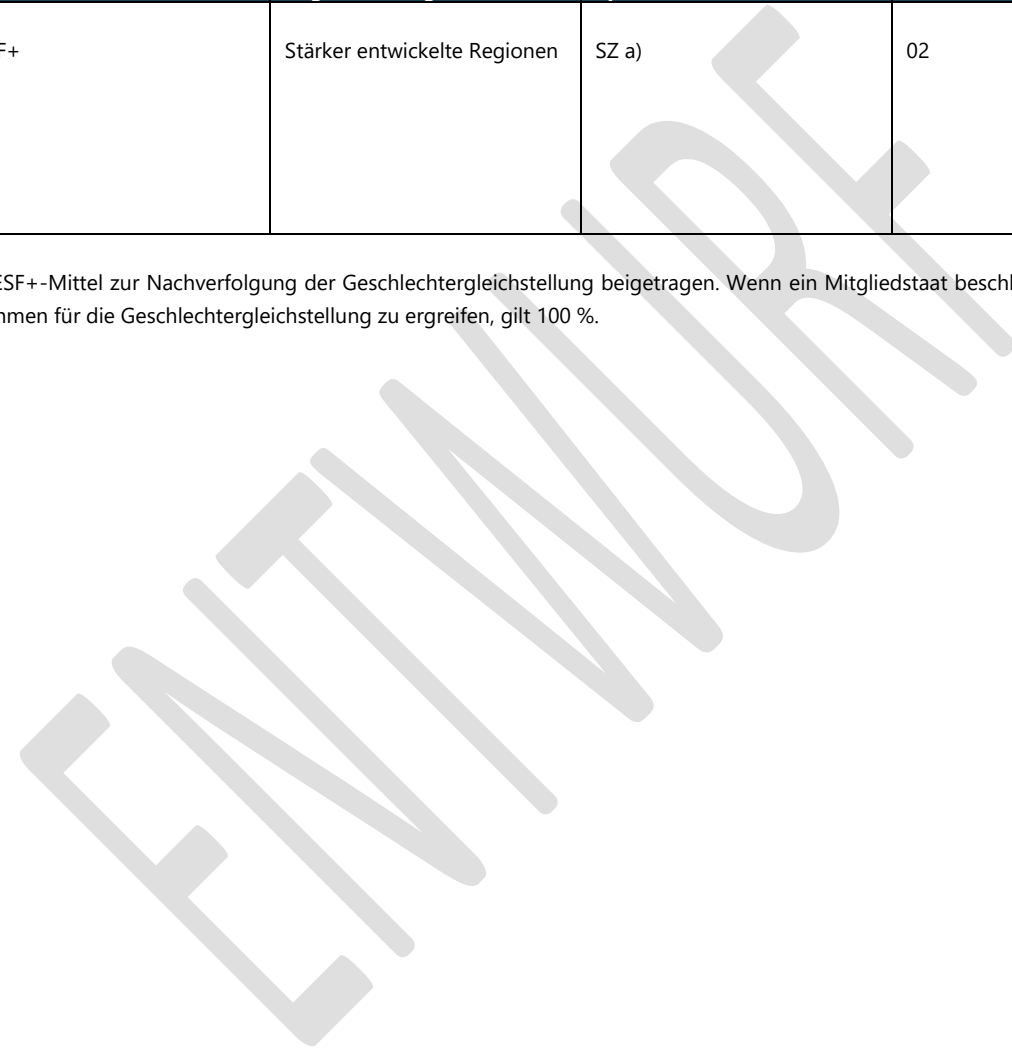 F+ Stärker entwickelte Regionen SZ a) 02
ESF+-Mittel zur Nachverfolgung der Geschlechtergleichstellung beigetragen. Wenn ein Mitgliedstaat beschl
men für die Geschlechtergleichstellung zu ergreifen, gilt 100 %.
ENTWURF